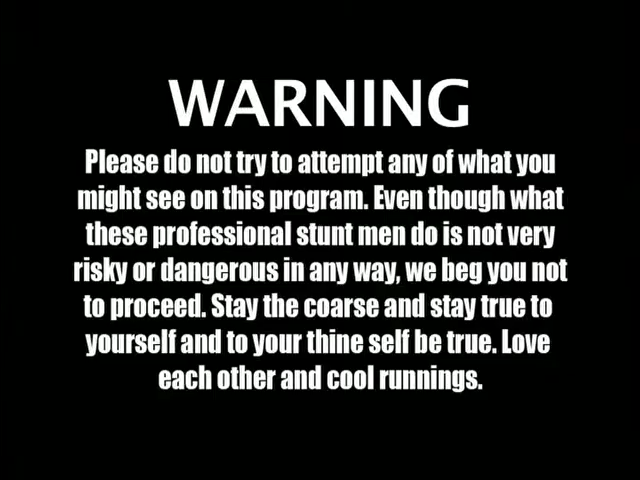 WARNING
Please do not try to attempt any of what you
might see on this program. Even though what
these professional stunt men do is not very
risky or dangerous in any way, we beg you not
to proceed. Stay the coarse and stay true to
yourself and to your thine self be true. Love
each other and cool runnings.